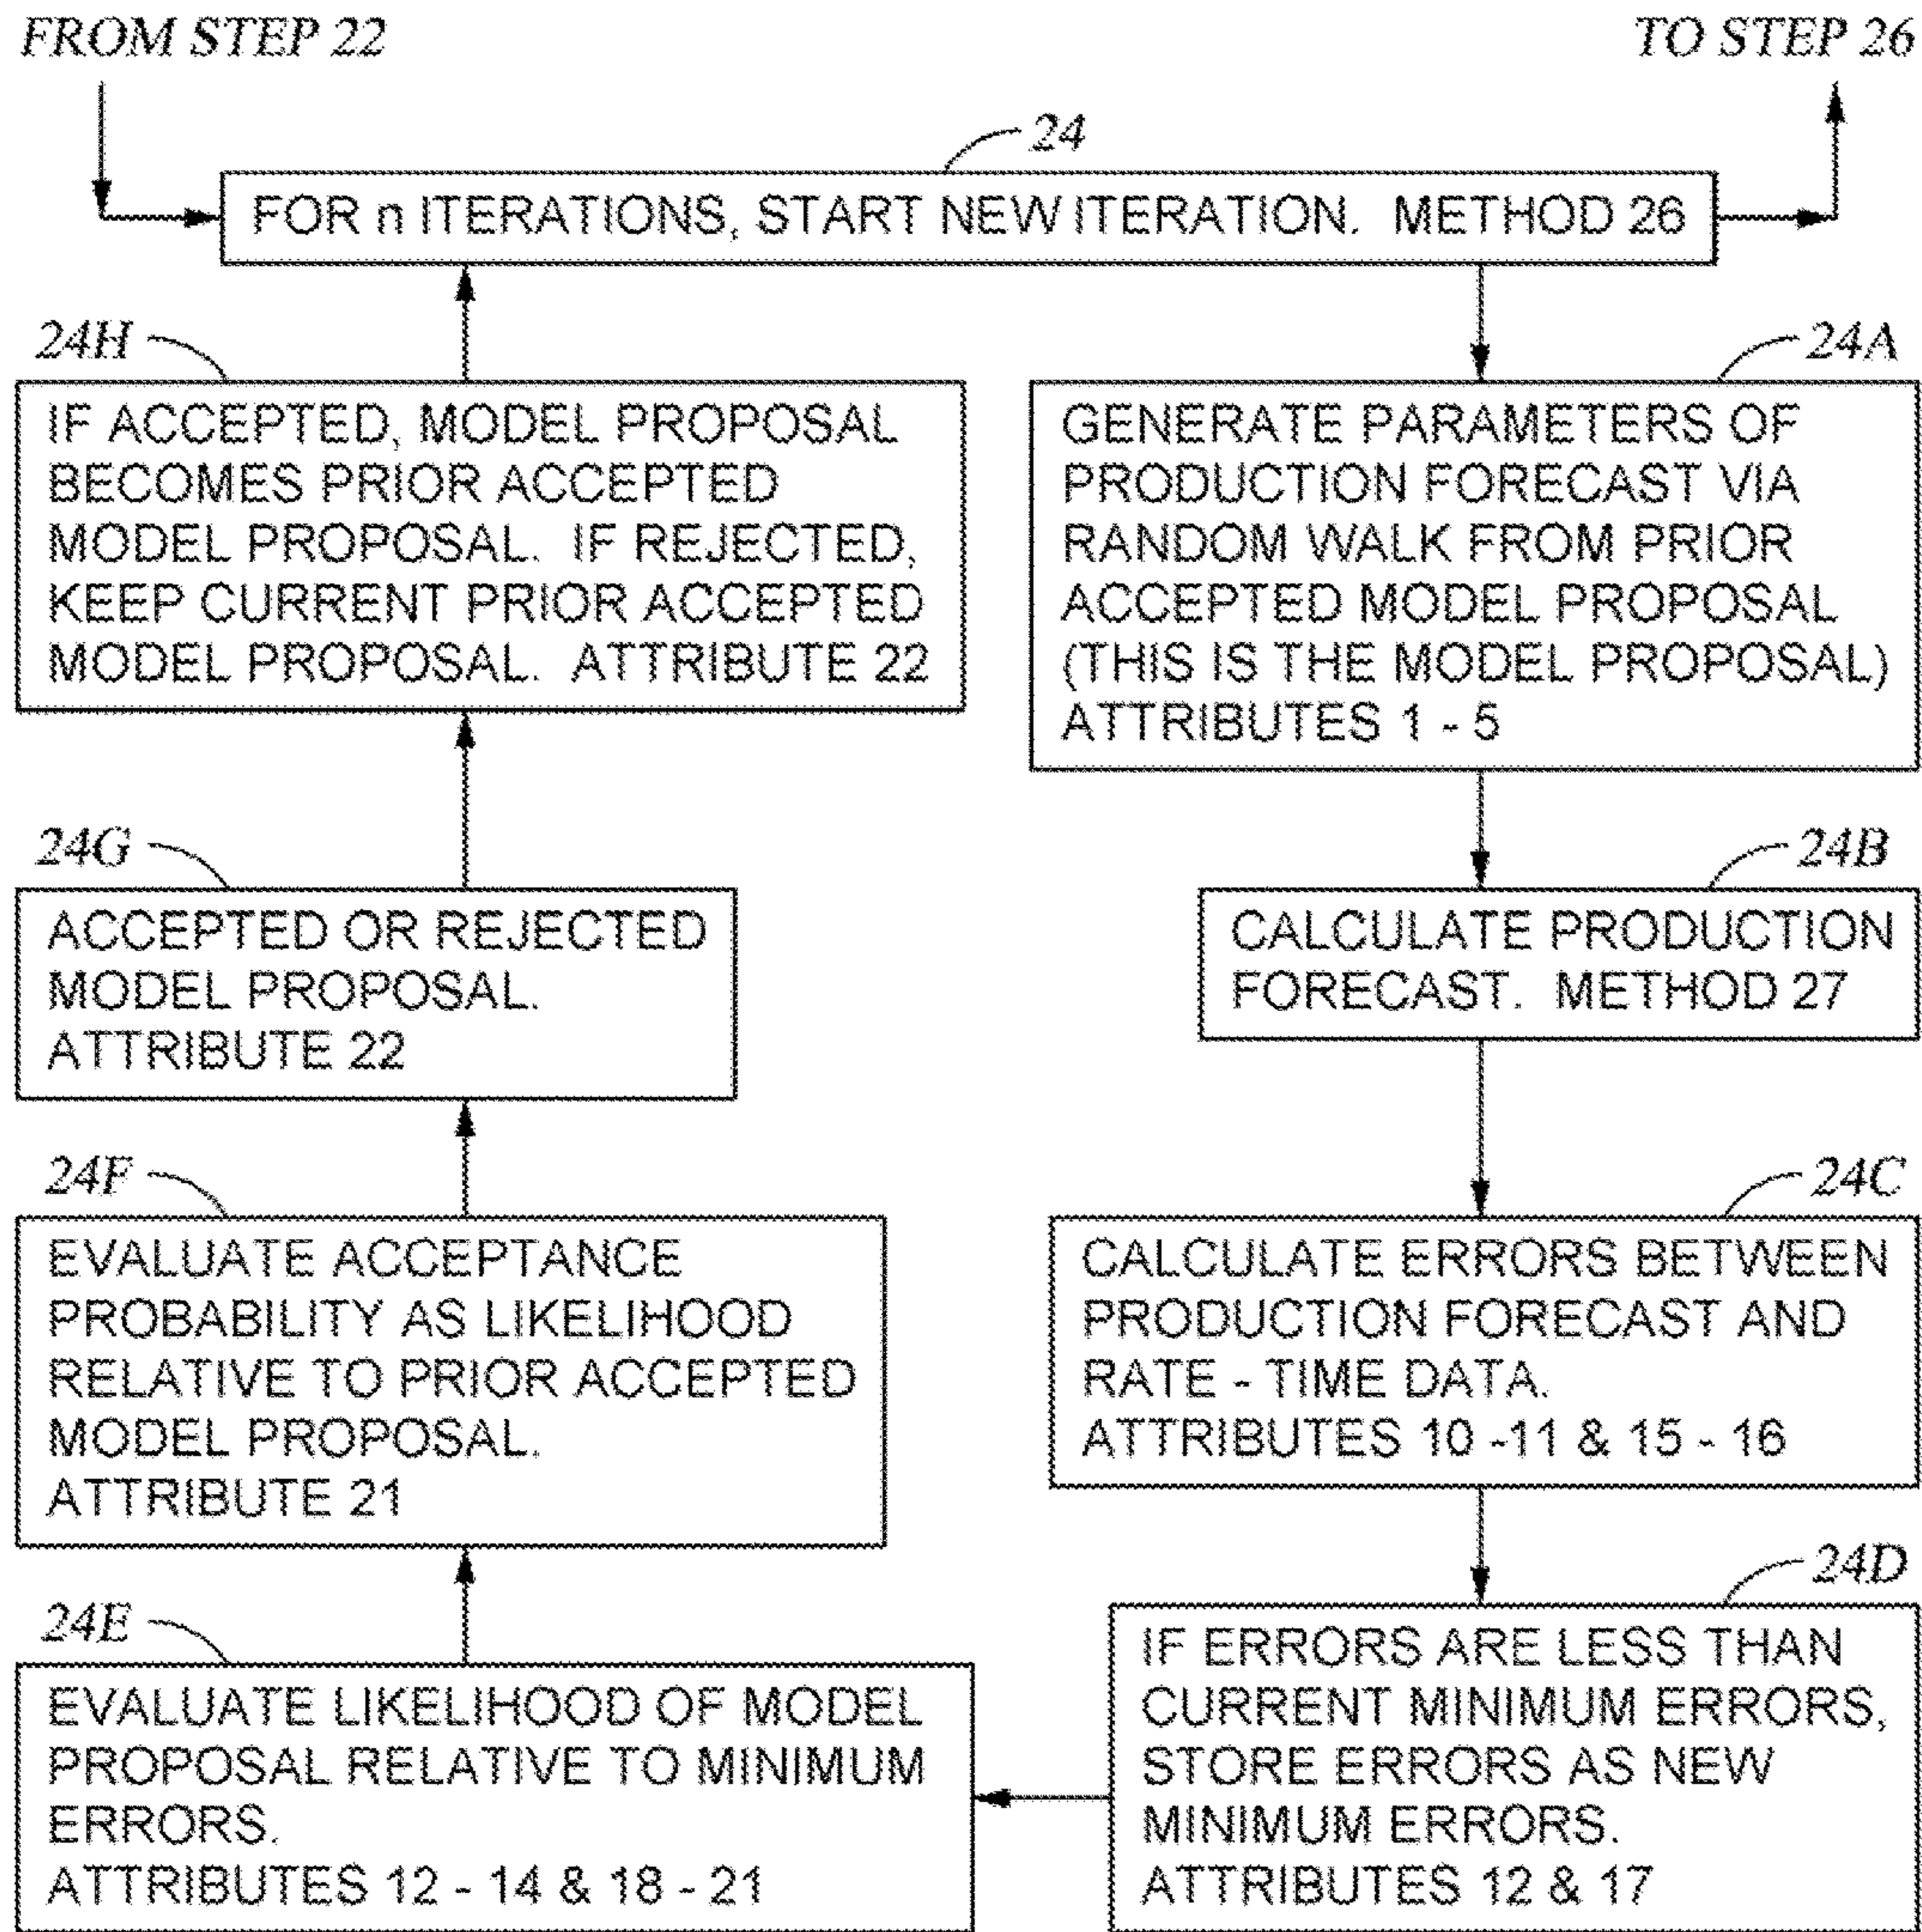 FROM STEP 22
TO STEP 26
24
FOR n ITERATIONS, START NEW ITERATION. METHOD 26
24A
GENERATE PARAMETERS OF
PRODUCTION FORECAST VIA
RANDOM WALK FROM PRIOR
ACCEPTED MODEL PROPOSAL
(THIS IS THE MODEL PROPOSAL)
ATTRIBUTES 1 - 5
24B
CALCULATE PRODUCTION
FORECAST. METHOD 27
24C
CALCULATE ERRORS BETWEEN
PRODUCTION FORECAST AND
RATE - TIME DATA.
ATTRIBUTES 10 -11 & 15 - 16
24D
IF ERRORS ARE LESS THAN
CURRENT MINIMUM ERRORS,
STORE ERRORS AS NEW
MINIMUM ERRORS.
ATTRIBUTES 12 & 17
24E
EVALUATE LIKELIHOOD OF MODEL
PROPOSAL RELATIVE TO MINIMUM
ERRORS.
ATTRIBUTES 12 - 14 & 18 - 21
24F
EVALUATE ACCEPTANCE
PROBABILITY AS LIKELIHOOD
RELATIVE TO PRIOR ACCEPTED
MODEL PROPOSAL.
ATTRIBUTE 21
24G
ACCEPTED OR REJECTED
MODEL PROPOSAL.
ATTRIBUTE 22
24H
IF ACCEPTED, MODEL PROPOSAL
BECOMES PRIOR ACCEPTED
MODEL PROPOSAL. IF REJECTED,
KEEP CURRENT PRIOR ACCEPTED
MODEL PROPOSAL. ATTRIBUTE 22